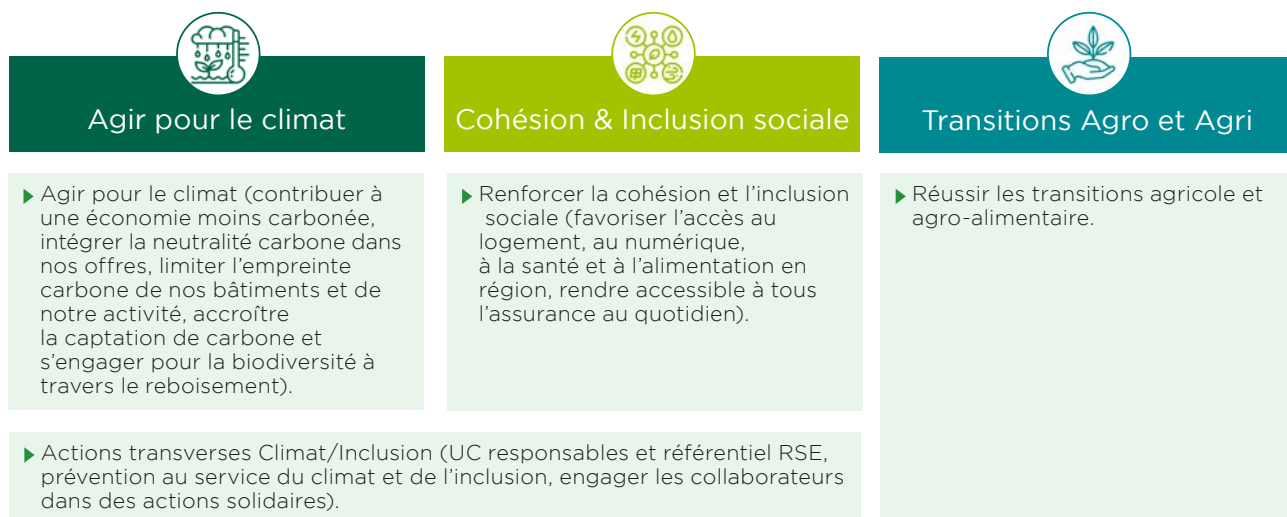 Agir pour le climat
Cohésion & Inclusion sociale
Transitions Agro et Agri
Agir pour le climat (contribuer à
une économie moins carbonée,
intégrer la neutralité carbone dans
nos offres, limiter l’empreinte
carbone de nos bâtiments et de
notre activité, accroître
la captation de carbone et
s’engager pour la biodiversité à
travers le reboisement).
Renforcer la cohésion et l’inclusion
sociale (favoriser l’accès au
logement, au numérique,
à la santé et à l’alimentation en
région, rendre accessible à tous
l’assurance au quotidien).
Réussir les transitions agricole et
agro-alimentaire.
Actions transverses Climat/Inclusion (UC responsables et référentiel RSE,
prévention au service du climat et de l’inclusion, engager les collaborateurs
dans des actions solidaires).